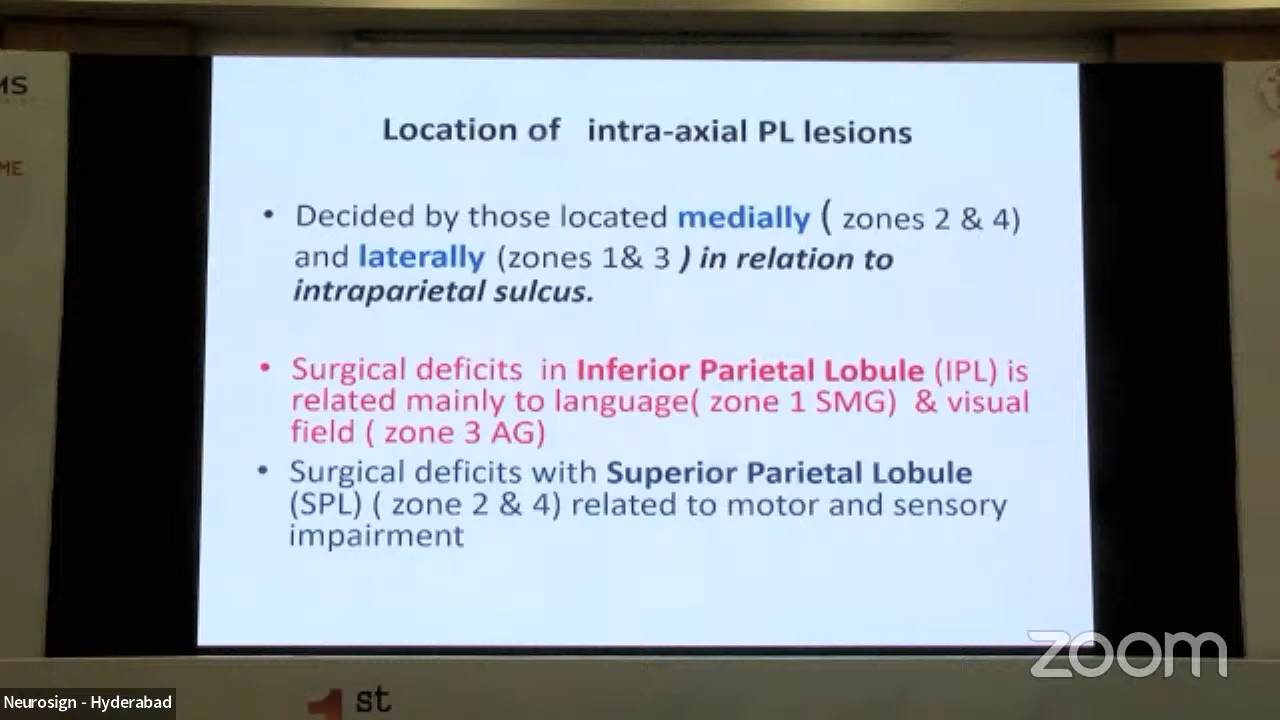 MS
ME
Location of intra-axial PL lesions
• Decided by those located medially ( zones 2 & 4)
and laterally (zones 1& 3 ) in relation to
intraparietal sulcus.
• Surgical deficits in Inferior Parietal Lobule (IPL) is
related mainly to language( zone 1 SMG) & visual
field ( zone 3 AG)
• Surgical deficits with Superior Parietal Lobule
(SPL) ( zone 2 & 4) related to motor and sensory
impairment
zoom
Neurosign - Hyderabad
1st